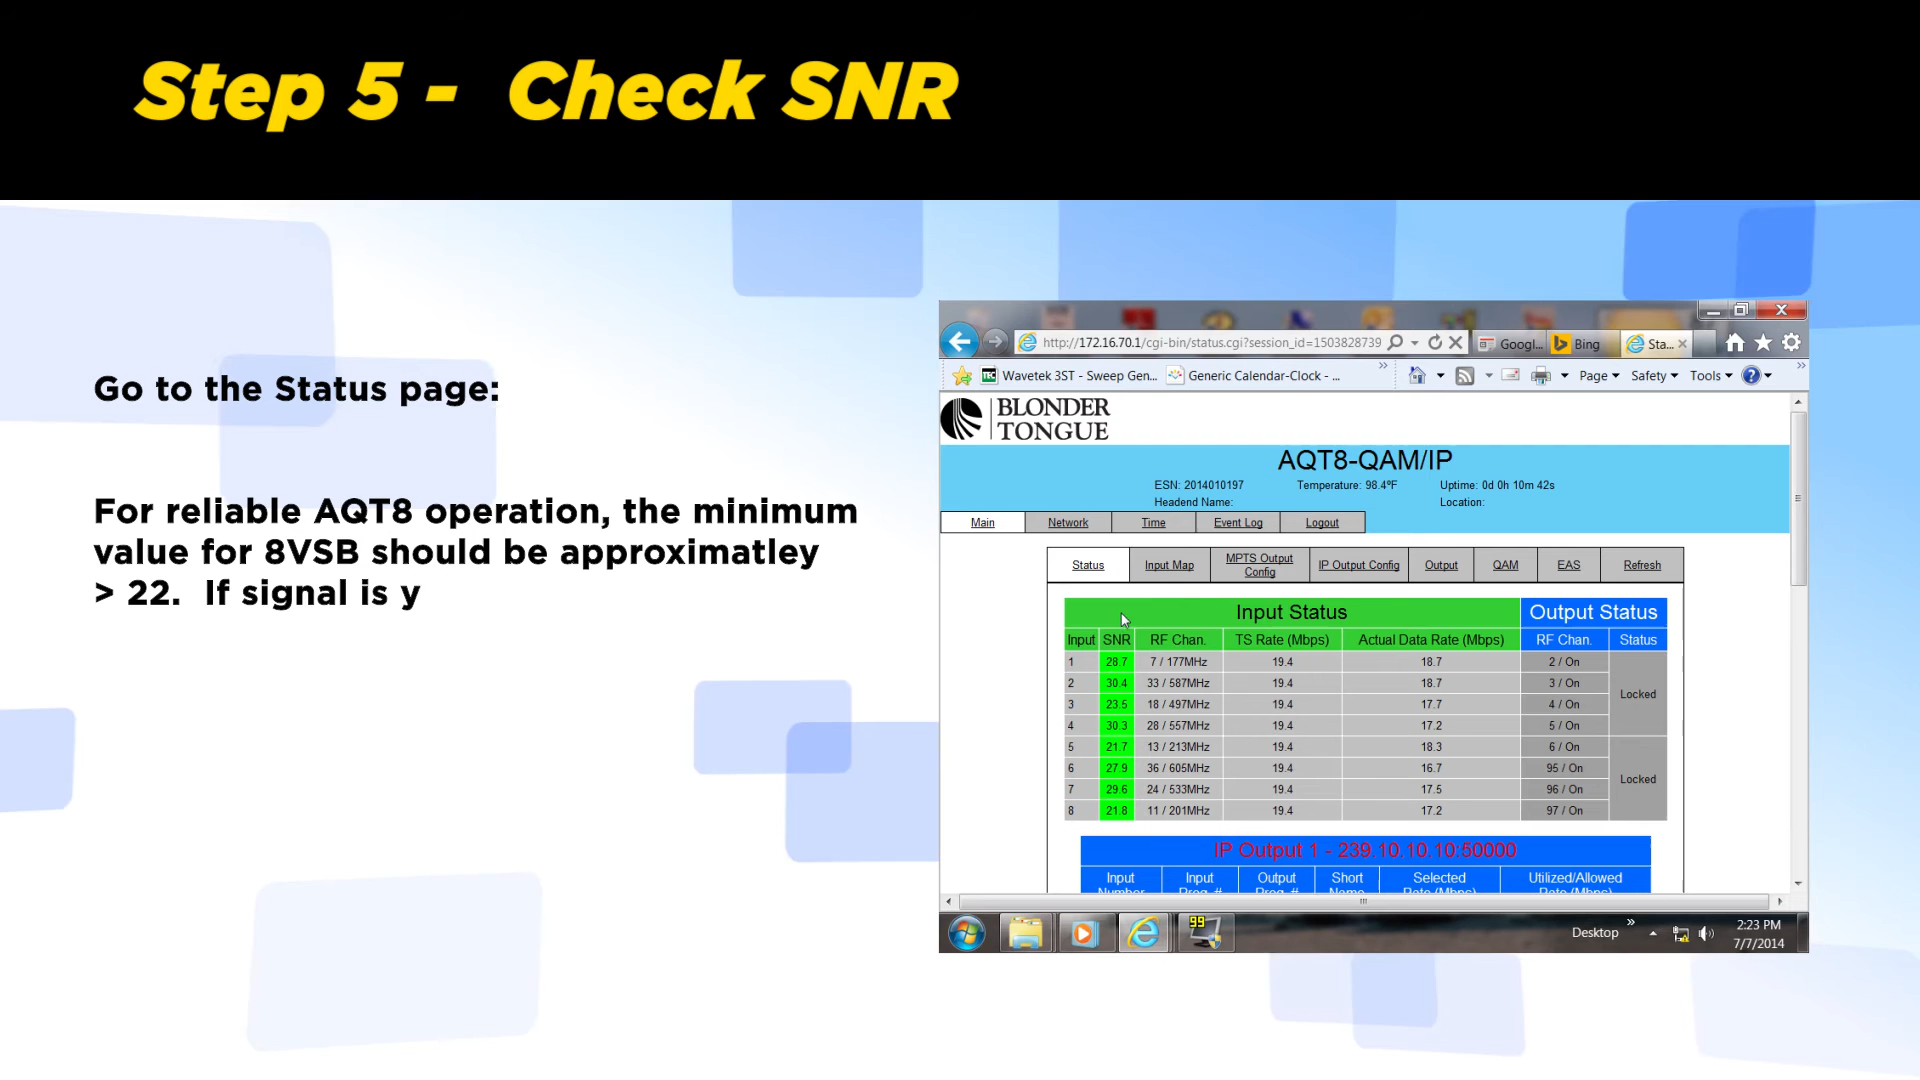 Step 5 - Check SNR
Go to the Status page:
For reliable AQT8 operation, the minimum
value for 8VSB should be approximatley
> 22. If signal is y
http://172.16.70.1/cgi-bin/status.cgi?session_id=1503828739
Googl...
Bing
Sta...
Wavetek 3ST - Sweep Gen...
Generic Calendar-Clock - ...
Page
Safety
Tools
BLONDER
TONGUE
AQT8-QAM/IP
ESN: 2014010197 Temperature: 98.4ºF Uptime: 0d 0h 10m 42s
Headend Name: Location:
Main Network Time Event Log Logout
Status Input Map MPTS Output Config IP Output Config Output QAM EAS Refresh
Input Status Output Status
Input SNR RF Chan. TS Rate (Mbps) Actual Data Rate (Mbps) RF Chan. Status
1 28.7 7 / 177MHz 19.4 18.7 2 / On
2 30.4 33 / 587MHz 19.4 18.7 3 / On
Locked
3 23.5 18 / 497MHz 19.4 17.7 4 / On
4 30.3 28 / 557MHz 19.4 17.2 5 / On
5 21.7 13 / 213MHz 19.4 18.3 6 / On
6 27.9 36 / 605MHz 19.4 16.7 95 / On
Locked
7 29.6 24 / 533MHz 19.4 17.5 96 / On
8 21.8 11 / 201MHz 19.4 17.2 97 / On
IP Output 1 - 239.10.10.10:50000
Input Input Output Short Selected Utilized/Allowed
Number Prog. # Prog. # Name Rate (Mbps) Rate (Mbps)
99
Desktop
2:23 PM
7/7/2014